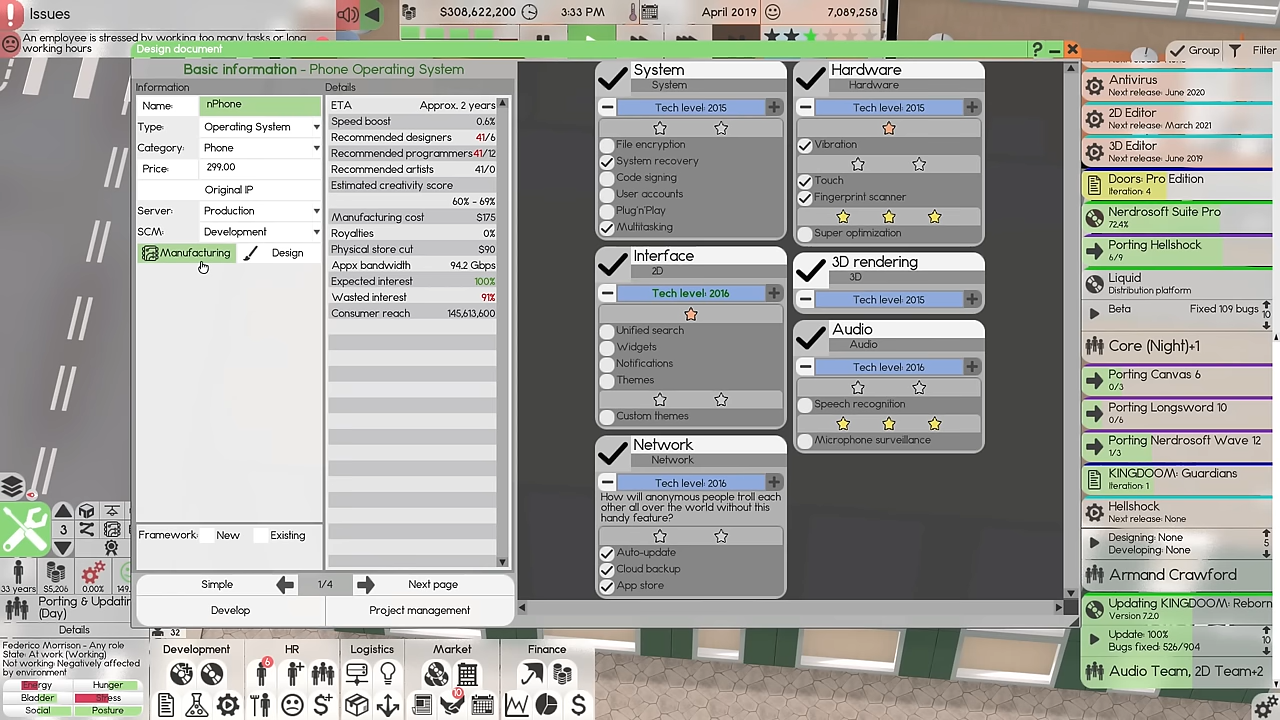 Issues
$308,622,200
3:33 PM
April 2019
7,089,258
An employee is stressed by working too many tasks or long
working hours
Design document
?
Group
Filter
Basic information - Phone Operating System
Information
Name:
nPhone
Type:
Operating System
Category:
Phone
Price:
299.00
Original IP
Server:
Production
SCM:
Development
Manufacturing
Design
Framework:
New
Existing
Simple
1/4
Next page
Develop
Project management
Details
ETA
Approx. 2 years
Speed boost
0,6%
Recommended designers
41/6
Recommended programmers
41/12
Recommended artists
41/0
Estimated creativity score
60% - 69%
Manufacturing cost
$175
Royalties
0%
Physical store cut
$90
Appx bandwidth
94.2 Gbps
Expected interest
100%
Wasted interest
91%
Consumer reach
145,613,600
System
System
Tech level: 2015
File encryption
System recovery
Code signing
User accounts
Plug'n'Play
Multitasking
Interface
2D
Tech level: 2016
Unified search
Widgets
Notifications
Themes
Custom themes
Network
Network
Tech level: 2016
How will anonymous people troll each
other all over the world without this
handy feature?
Auto-update
Cloud backup
App store
Hardware
Hardware
Tech level: 2015
Vibration
Touch
Fingerprint scanner
Super optimization
3D rendering
3D
Tech level: 2015
Audio
Audio
Tech level: 2016
Speech recognition
Microphone surveillance
Antivirus
Next release: June 2020
2D Editor
Next release: March 2021
3D Editor
Next release: June 2019
Doors: Pro Edition
Iteration: 4
Nerdrosoft Suite Pro
72.4%
Porting Hellshock
6/9
Liquid
Distribution platform
Beta
Fixed 109 bugs
10
Core (Night)+1
Porting Canvas 6
0/3
Porting Longsword 10
0/6
Porting Nerdrosoft Wave 12
1/3
KINGDOOM: Guardians
Iteration: 1
Hellshock
Next release: None
Designing: None
Developing: None
5
Armand Crawford
Updating KINGDOOM: Reborn
Version 7.2.0
Update: 100%
Bugs fixed: 526/904
10
Audio Team, 2D Team+2
3
33 years
$5,206
0.00%
Porting & Updating
(Day)
Details
Federico Morrison - Any role
State: At work (Working)
Not working: Negatively affected
by environment
Energy
Hunger
Bladder
Stress
Social
Posture
32
Development
HR
Logistics
Market
Finance
6
10